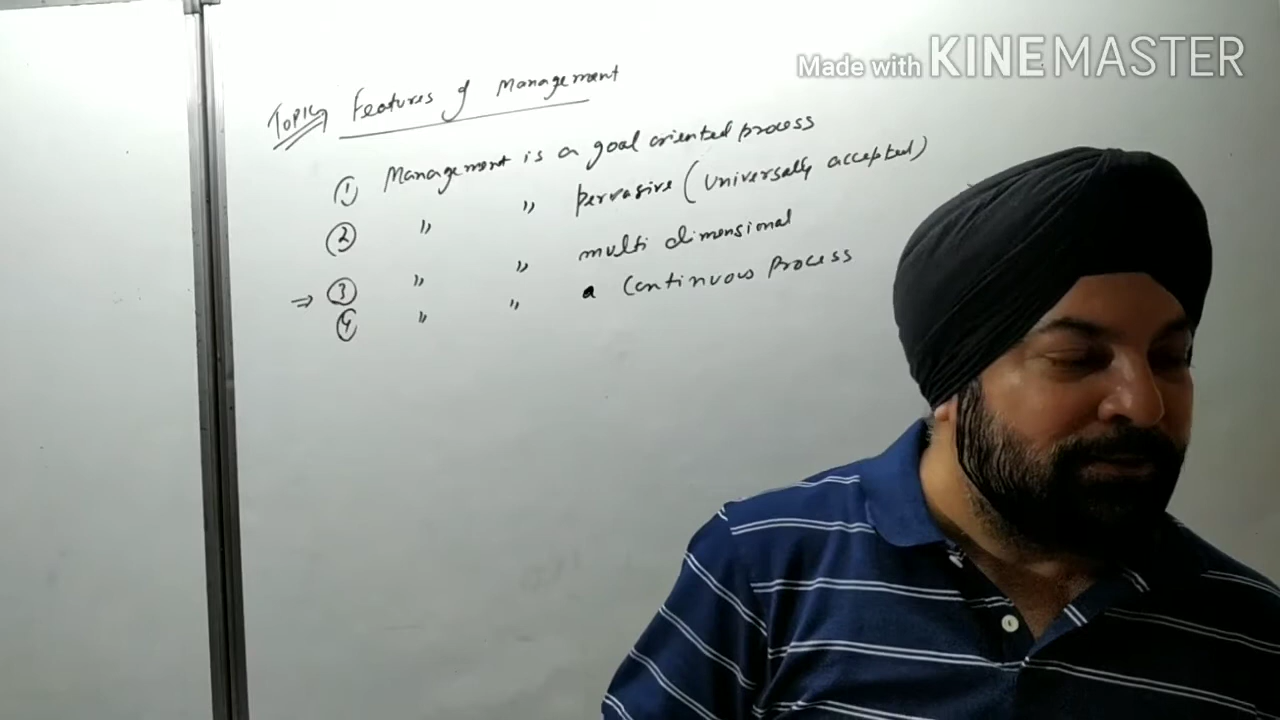 Made with KINEMASTER
Topic Features of Management
① Management is a goal oriented process
② " " Pervasive (Universally accepted)
⇒ ③ " " multi dimensional
④ " " a Continuous Process